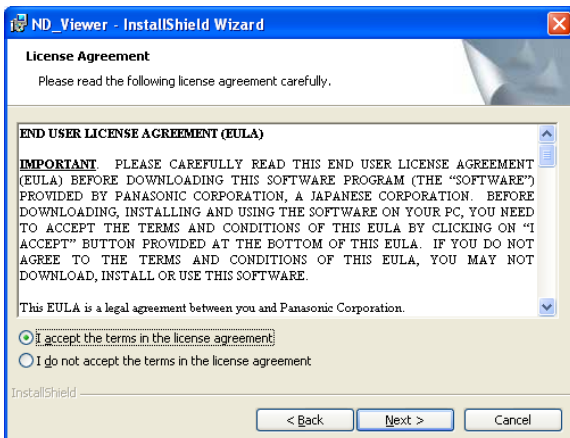 ND_Viewer - InstallShield Wizard
License Agreement
Please read the following license agreement carefully.
END USER LICENSE AGREEMENT (EULA)
IMPORTANT. PLEASE CAREFULLY READ THIS END USER LICENSE AGREEMENT
(EULA) BEFORE DOWNLOADING THIS SOFTWARE PROGRAM (THE “SOFTWARE”)
PROVIDED BY PANASONIC CORPORATION, A JAPANESE CORPORATION. BEFORE
DOWNLOADING, INSTALLING AND USING THE SOFTWARE ON YOUR PC, YOU NEED
TO ACCEPT THE TERMS AND CONDITIONS OF THIS EULA BY CLICKING ON “I
ACCEPT” BUTTON PROVIDED AT THE BOTTOM OF THIS EULA. IF YOU DO NOT
AGREE TO THE TERMS AND CONDITIONS OF THIS EULA, YOU MAY NOT
DOWNLOAD, INSTALL OR USE THIS SOFTWARE.
This EULA is a legal agreement between you and Panasonic Corporation.
I accept the terms in the license agreement
I do not accept the terms in the license agreement
InstallShield
< Back Next > Cancel